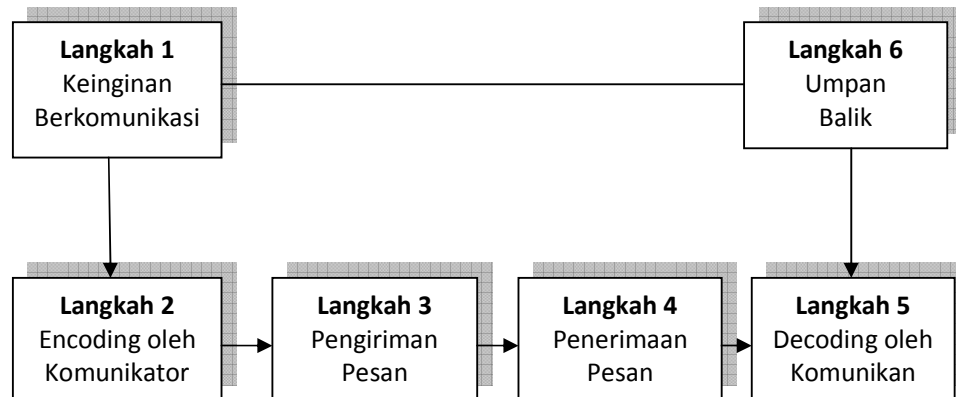 Langkah 1
Keinginan
Berkomunikasi
Langkah 6
Umpan
Balik
Langkah 2
Encoding oleh
Komunikator
Langkah 3
Pengiriman
Pesan
Langkah 4
Penerimaan
Pesan
Langkah 5
Decoding oleh
Komunikan